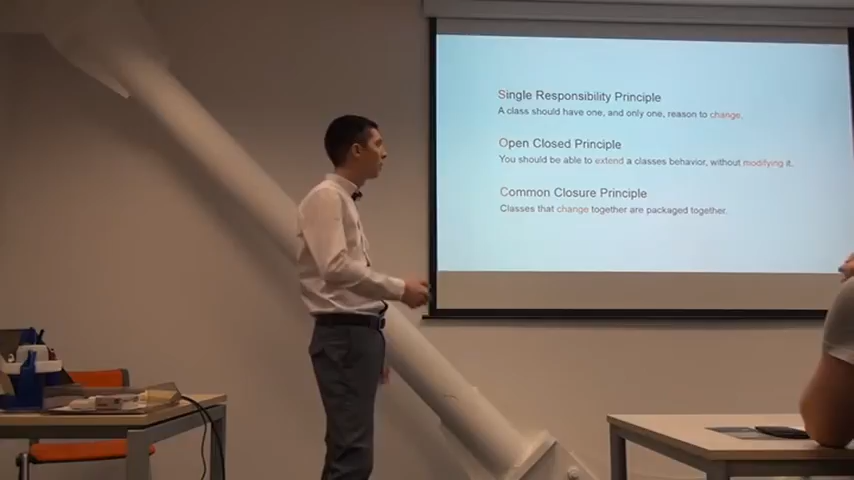 Single Responsibility Principle
A class should have one, and only one, reason to change.
Open Closed Principle
You should be able to extend a classes behavior, without modifying it.
Common Closure Principle
Classes that change together are packaged together.